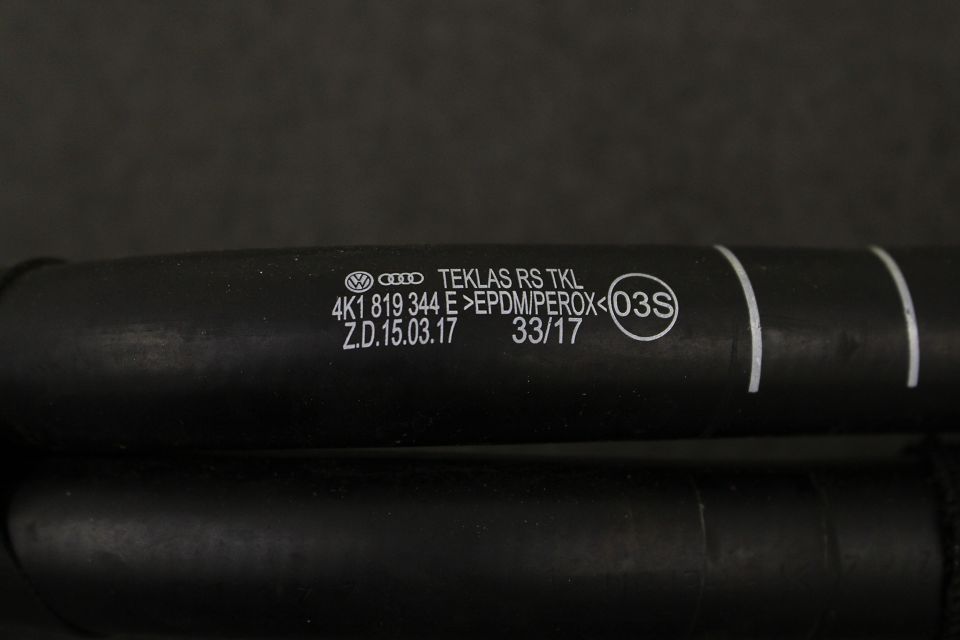 TEKLAS RS TKL
4K1 819 344 E >EPDM/PEROX< 03S
Z.D.15.03.17 33/17